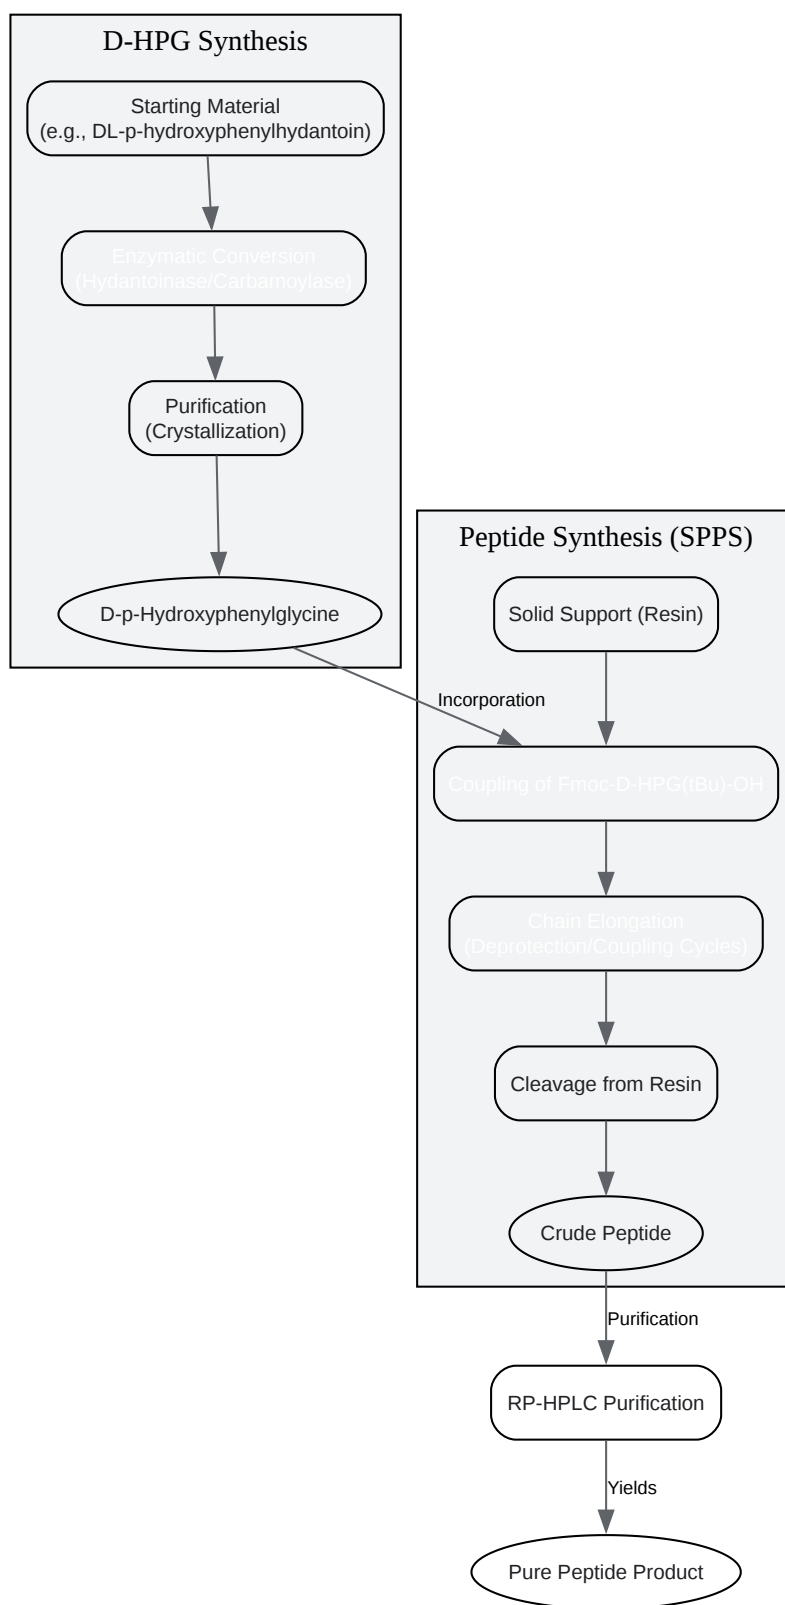 D-HPG Synthesis
Starting Material
(e.g., DL-p-hydroxyphenylhydantoin)
Enzymatic Conversion
(Hydantoinase/Carbamoylase)
Purification
(Crystallization)
D-p-Hydroxyphenylglycine
Incorporation
Peptide Synthesis (SPPS)
Solid Support (Resin)
Coupling of Fmoc-D-HPG(tBu)-OH
Chain Elongation
(Deprotection/Coupling Cycles)
Cleavage from Resin
Crude Peptide
Purification
RP-HPLC Purification
Yields
Pure Peptide Product